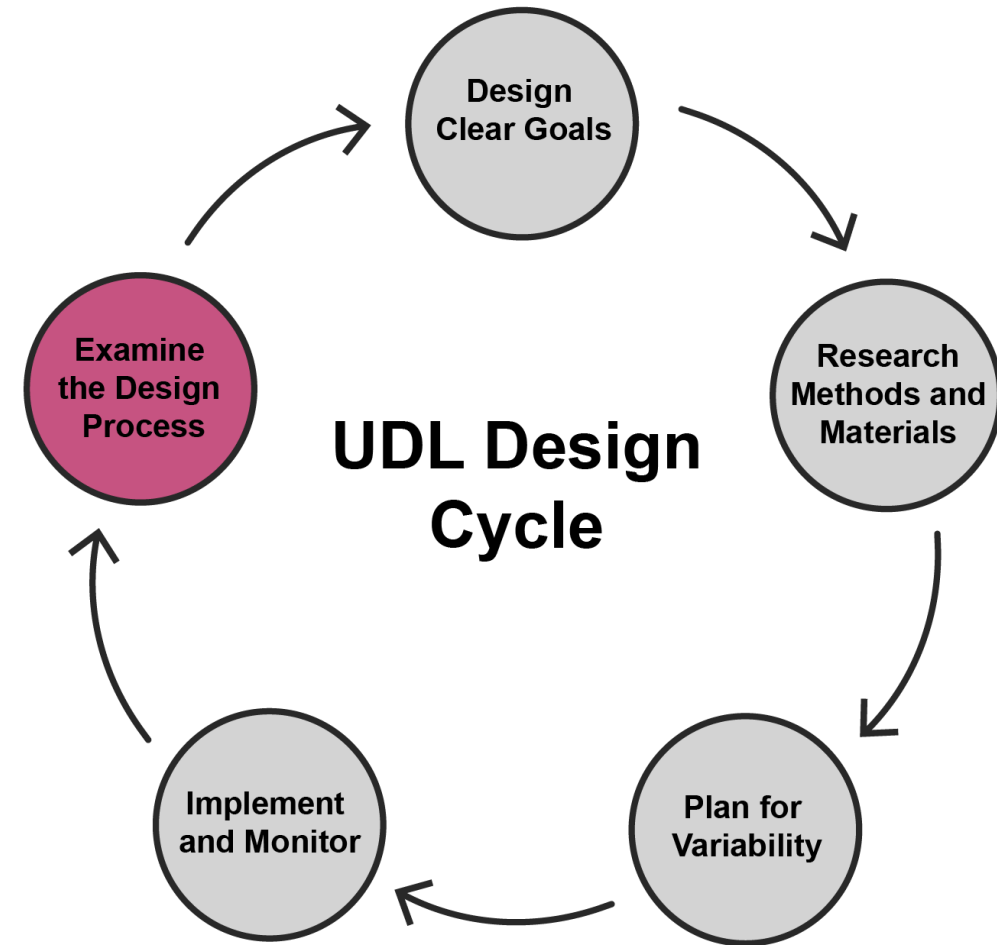 Design
Clear Goals
Research
Methods and
Materials
Plan for
Variability
Implement
and Monitor
Examine
the Design
Process
UDL Design
Cycle